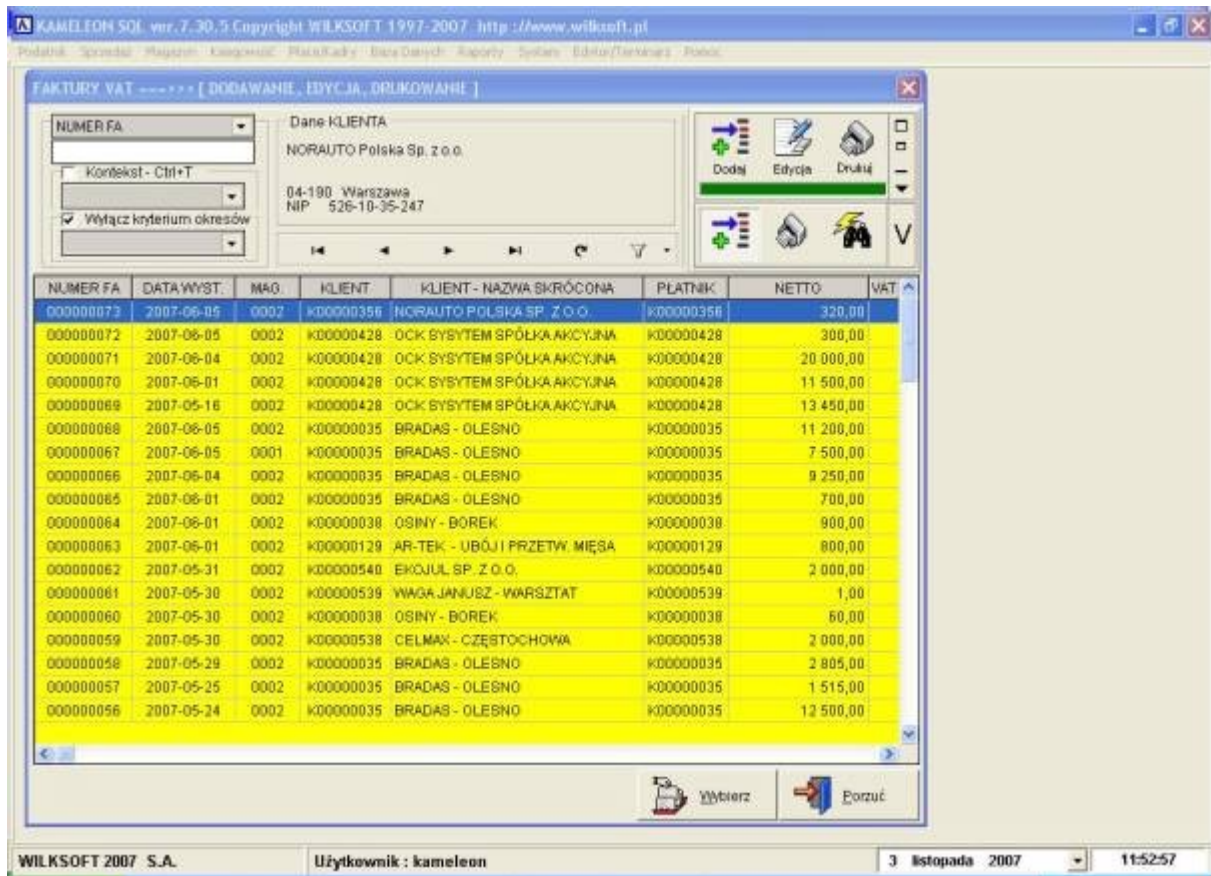 KAMELEON SQL ver.7.30.5 Copyright WILKSOFT 1997-2007 http://www.wilksoft.pl
Podatnik Sprzedaż Magazyn Księgowość Płace/Kadry Baza Danych Raporty System Edytor/Terminarz Pomoc
FAKTURY VAT [ DODAWANIE, EDYCJA, DRUKOWANIE ]
NUMER FA
Kontekst - Ctrl+T
Wyłącz kryterium okresów
Dane KLIENTA
NORAUTO Polska Sp. z o.o.
04-190 Warszawa
NIP 526-10-35-247
Dodaj Edycja Drukuj
V
NUMER FA DATA WYST. MAG. KLIENT KLIENT - NAZWA SKRÓCONA PŁATNIK NETTO VAT
000000073 2007-06-05 0002 K00000356 NORAUTO POLSKA SP. Z O.O. K00000356 320,00
000000072 2007-06-05 0002 K00000428 OCK SYSYTEM SPÓŁKA AKCYJNA K00000428 300,00
000000071 2007-06-04 0002 K00000428 OCK SYSYTEM SPÓŁKA AKCYJNA K00000428 20 000,00
000000070 2007-06-01 0002 K00000428 OCK SYSYTEM SPÓŁKA AKCYJNA K00000428 11 500,00
000000069 2007-05-16 0002 K00000428 OCK SYSYTEM SPÓŁKA AKCYJNA K00000428 13 450,00
000000068 2007-06-05 0002 K00000035 BRADAS - OLESNO K00000035 11 200,00
000000067 2007-06-05 0001 K00000035 BRADAS - OLESNO K00000035 7 500,00
000000066 2007-06-04 0002 K00000035 BRADAS - OLESNO K00000035 9 250,00
000000065 2007-06-01 0002 K00000035 BRADAS - OLESNO K00000035 700,00
000000064 2007-06-01 0002 K00000038 OSINY - BOREK K00000038 900,00
000000063 2007-06-01 0002 K00000129 AR-TEK - UBÓJ I PRZETW. MIĘSA K00000129 800,00
000000062 2007-05-31 0002 K00000540 EKOJUL SP. Z O.O. K00000540 2 000,00
000000061 2007-05-30 0002 K00000539 WAGA JANUSZ - WARSZTAT K00000539 1,00
000000060 2007-05-30 0002 K00000038 OSINY - BOREK K00000038 60,00
000000059 2007-05-30 0002 K00000538 CELMAX - CZĘSTOCHOWA K00000538 2 000,00
000000058 2007-05-29 0002 K00000035 BRADAS - OLESNO K00000035 2 805,00
000000057 2007-05-25 0002 K00000035 BRADAS - OLESNO K00000035 1 515,00
000000056 2007-05-24 0002 K00000035 BRADAS - OLESNO K00000035 12 500,00
Wybierz Porzuć
WILKSOFT 2007 S.A. Użytkownik : kameleon 3 listopada 2007 11:52:57